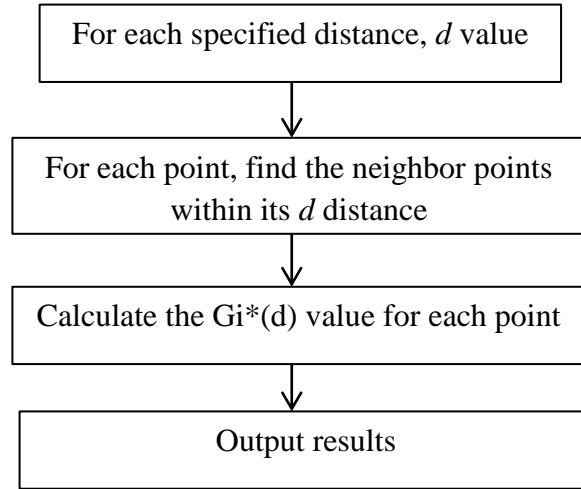 For each specified distance, d value
For each point, find the neighbor points
within its d distance
Calculate the Gi*(d) value for each point
Output results